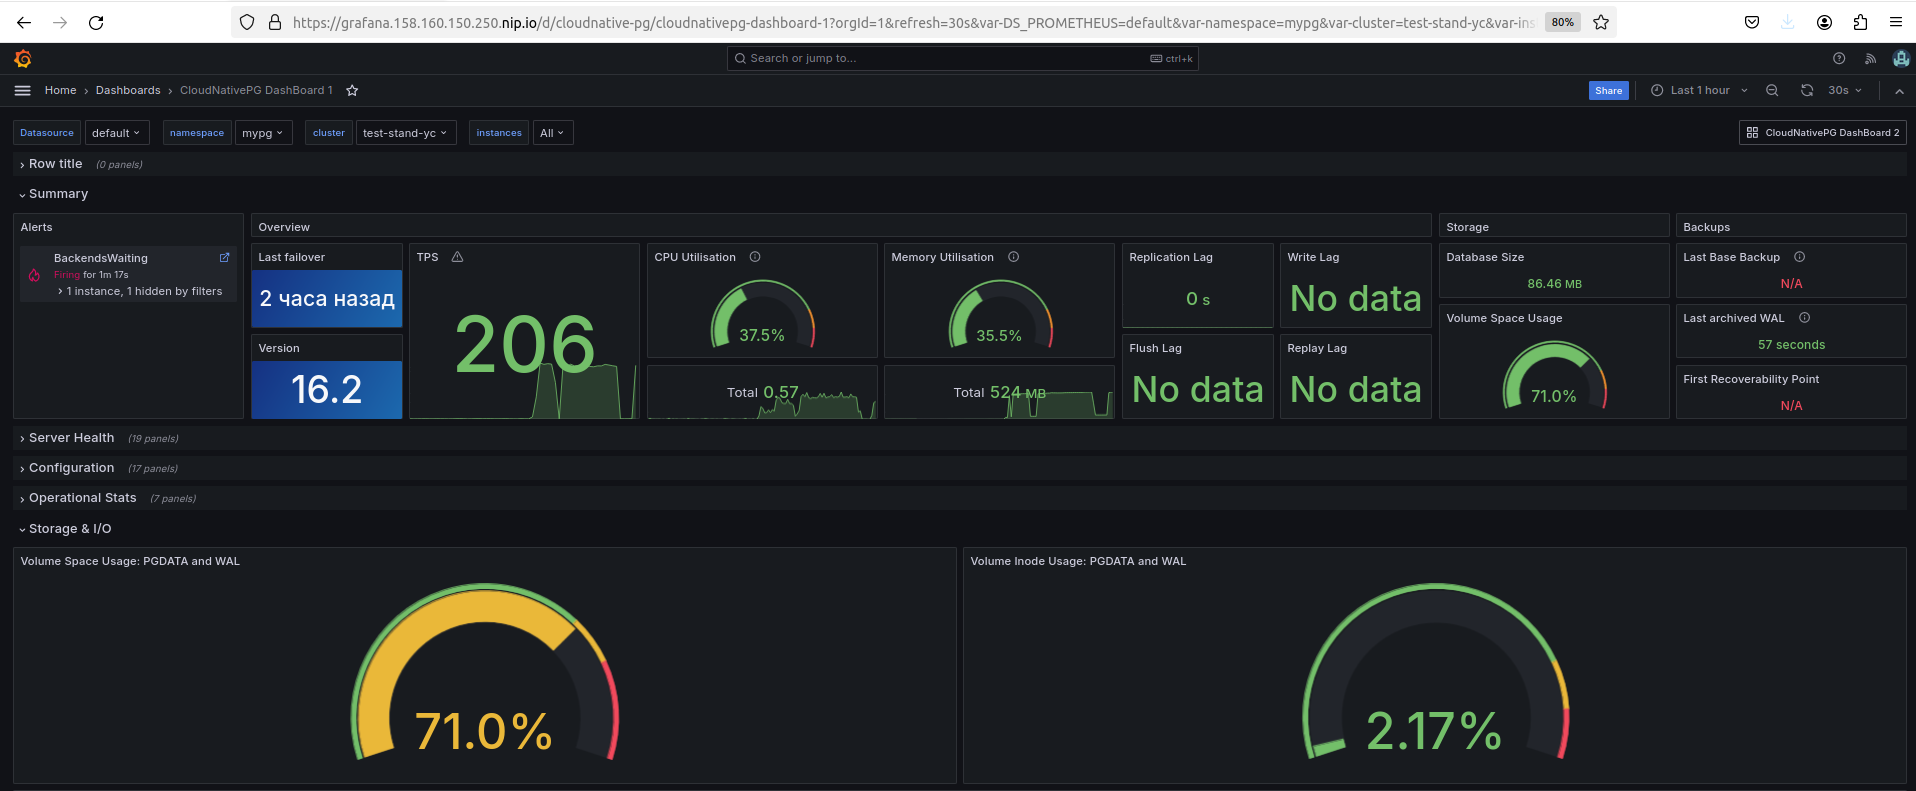 https://grafana.158.160.150.250.nip.io/d/cloudnative-pg/cloudnativepg-dashboard-1?orgId=1&refresh=30s&var-DS_PROMETHEUS=default&var-namespace=mypg&var-cluster=test-stand-yc&var-ins
80%
Search or jump to...
ctrl+k
Home › Dashboards › CloudNativePG DashBoard 1
Share
Last 1 hour
30s
Datasource default
namespace mypg
cluster test-stand-yc
instances All
CloudNativePG DashBoard 2
Row title (0 panels)
Summary
Alerts
BackendsWaiting
Firing for 1m 17s
> 1 instance, 1 hidden by filters
Overview
Last failover
2 часа назад
Version
16.2
TPS
206
CPU Utilisation
37.5%
Total 0.57
Memory Utilisation
35.5%
Total 524 MB
Replication Lag
0 s
Write Lag
No data
Flush Lag
No data
Replay Lag
No data
Storage
Database Size
86.46 MB
Volume Space Usage
71.0%
Backups
Last Base Backup
N/A
Last archived WAL
57 seconds
First Recoverability Point
N/A
Server Health (19 panels)
Configuration (17 panels)
Operational Stats (7 panels)
Storage & I/O
Volume Space Usage: PGDATA and WAL
71.0%
Volume Inode Usage: PGDATA and WAL
2.17%